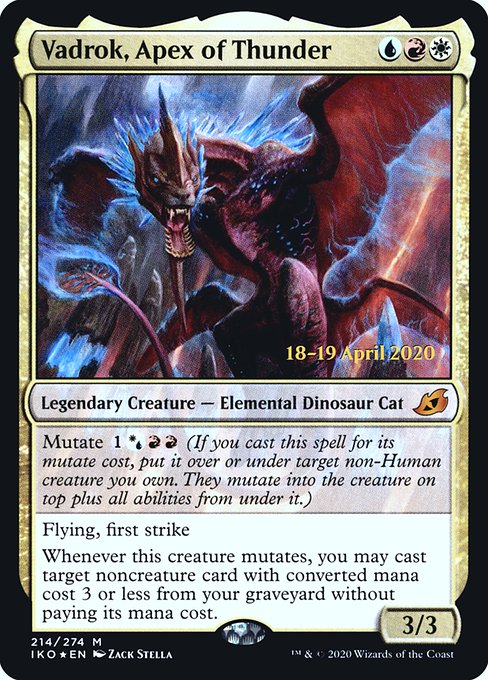 Vadrok, Apex of Thunder
18–19 April 2020
Legendary Creature — Elemental Dinosaur Cat
Mutate 1 (If you cast this spell for its
mutate cost, put it over or under target non-Human
creature you own. They mutate into the creature on
top plus all abilities from under it.)
Flying, first strike
Whenever this creature mutates, you may cast
target noncreature card with converted mana
cost 3 or less from your graveyard without
paying its mana cost.
3/3
214/274 M
IKO★EN Zack Stella
™ & © 2020 Wizards of the Coast